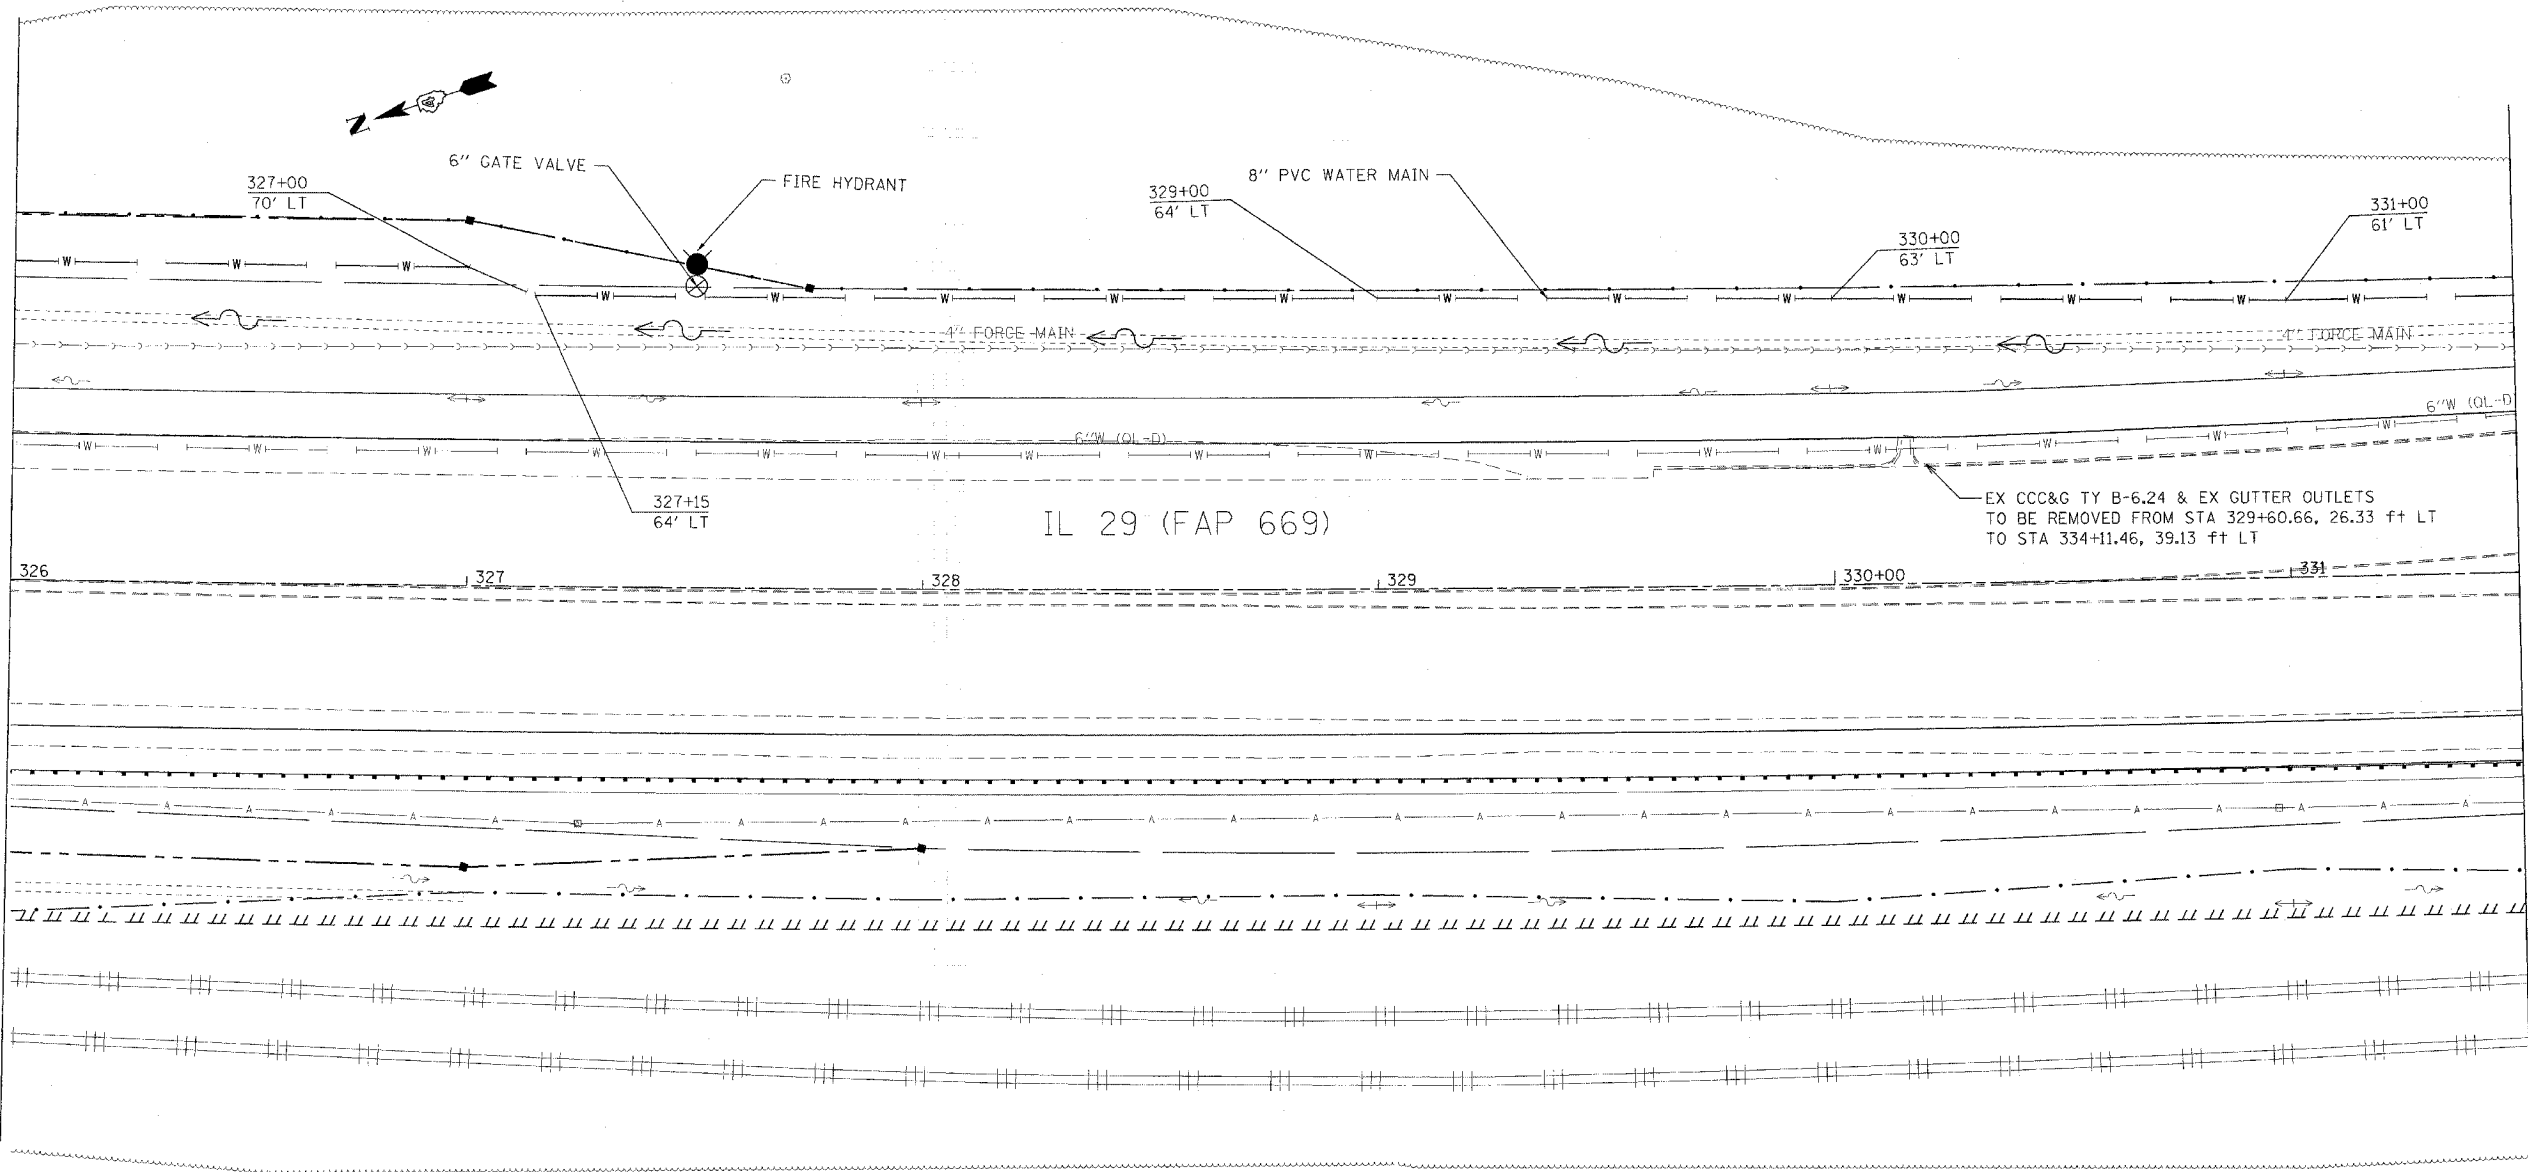 N
6" GATE VALVE
FIRE HYDRANT
8" PVC WATER MAIN
327+00
70' LT
329+00
64' LT
331+00
61' LT
330+00
63' LT
W W W
W W W W W W W W W W W W
4" FORCE MAIN
4" FORCE MAIN
6"W (QL-D)
6"W (QL-D
W W W W W W W W W W W W W W W
327+15
64' LT
IL 29 (FAP 669)
EX CCC&G TY B-6.24 & EX GUTTER OUTLETS
TO BE REMOVED FROM STA 329+60.66, 26.33 ft LT
TO STA 334+11.46, 39.13 ft LT
326 327 328 329 330+00 331
A A A A A A A A A A A A A A A A A A A A A A A A A A A A A A